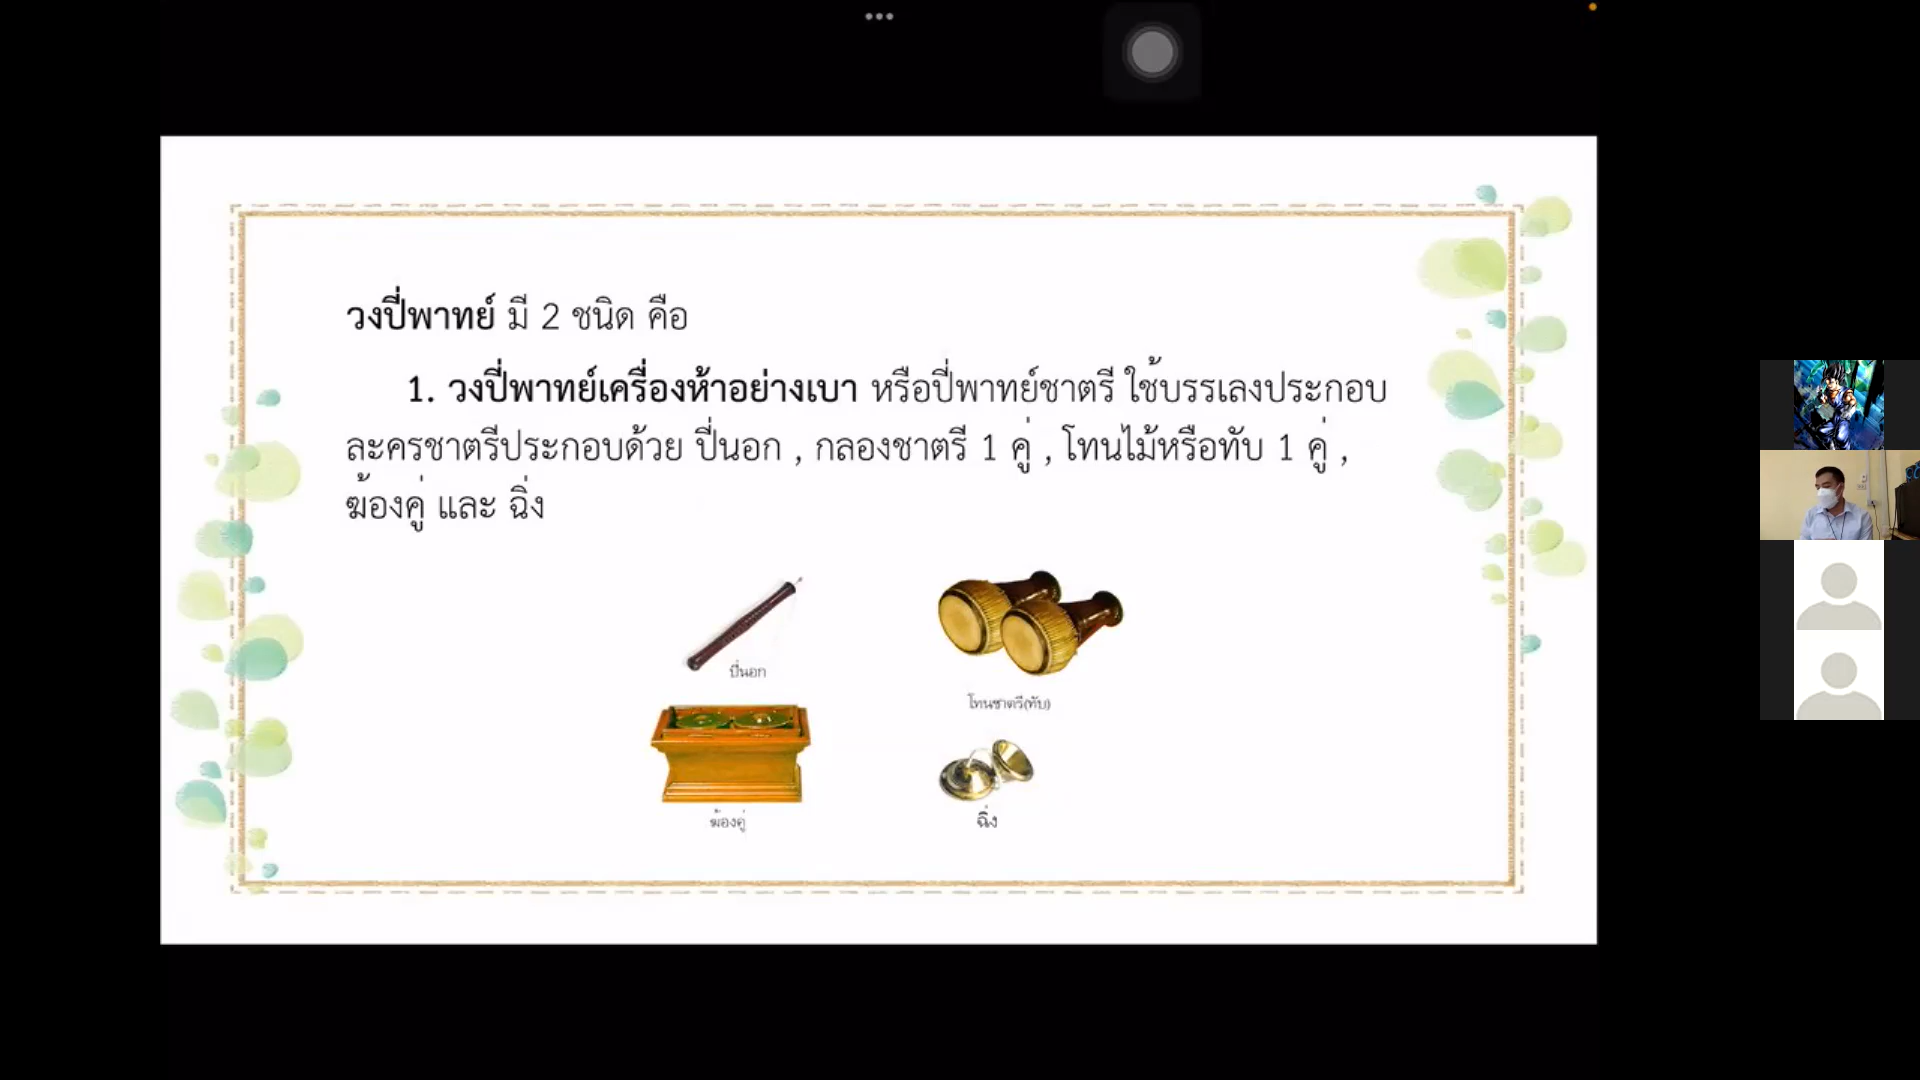 วงปี่พาทย์ มี 2 ชนิด คือ
1. วงปี่พาทย์เครื่องห้าอย่างเบา หรือปี่พาทย์ชาตรี ใช้บรรเลงประกอบ
ละครชาตรีประกอบด้วย ปี่นอก , กลองชาตรี 1 คู่ , โทนไม้หรือทับ 1 คู่ ,
ฆ้องคู่ และ ฉิ่ง
ปี่นอก
โทนชาตรี(ทับ)
ฆ้องคู่
ฉิ่ง